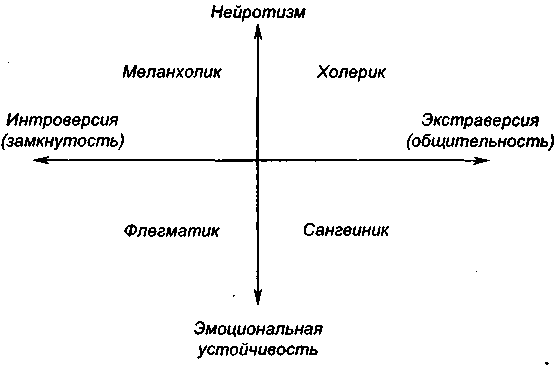 Нейротизм
Меланхолик
Холерик
Интроверсия
(замкнутость)
Экстраверсия
(общительность)
Флегматик
Сангвиник
Эмоциональная
устойчивость